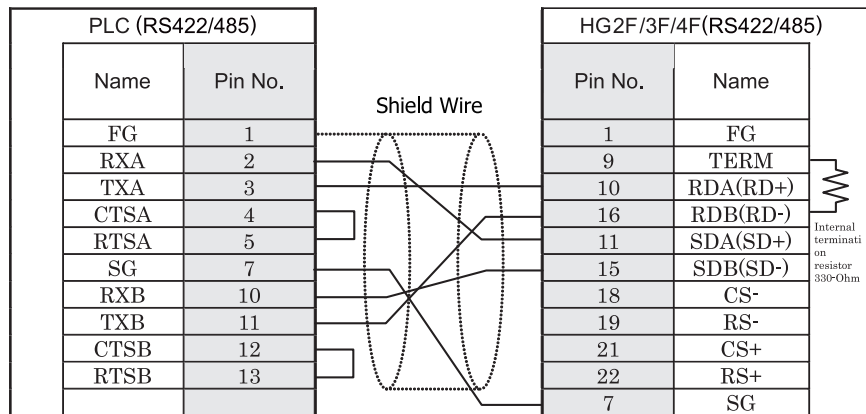 PLC (RS422/485)
Name Pin No.
FG 1
RXA 2
TXA 3
CTSA 4
RTSA 5
SG 7
RXB 10
TXB 11
CTSB 12
RTSB 13
Shield Wire
HG2F/3F/4F(RS422/485)
Pin No. Name
1 FG
9 TERM
10 RDA(RD+)
16 RDB(RD-)
11 SDA(SD+)
15 SDB(SD-)
18 CS-
19 RS-
21 CS+
22 RS+
7 SG
Internal
terminati
on
resistor
330-Ohm